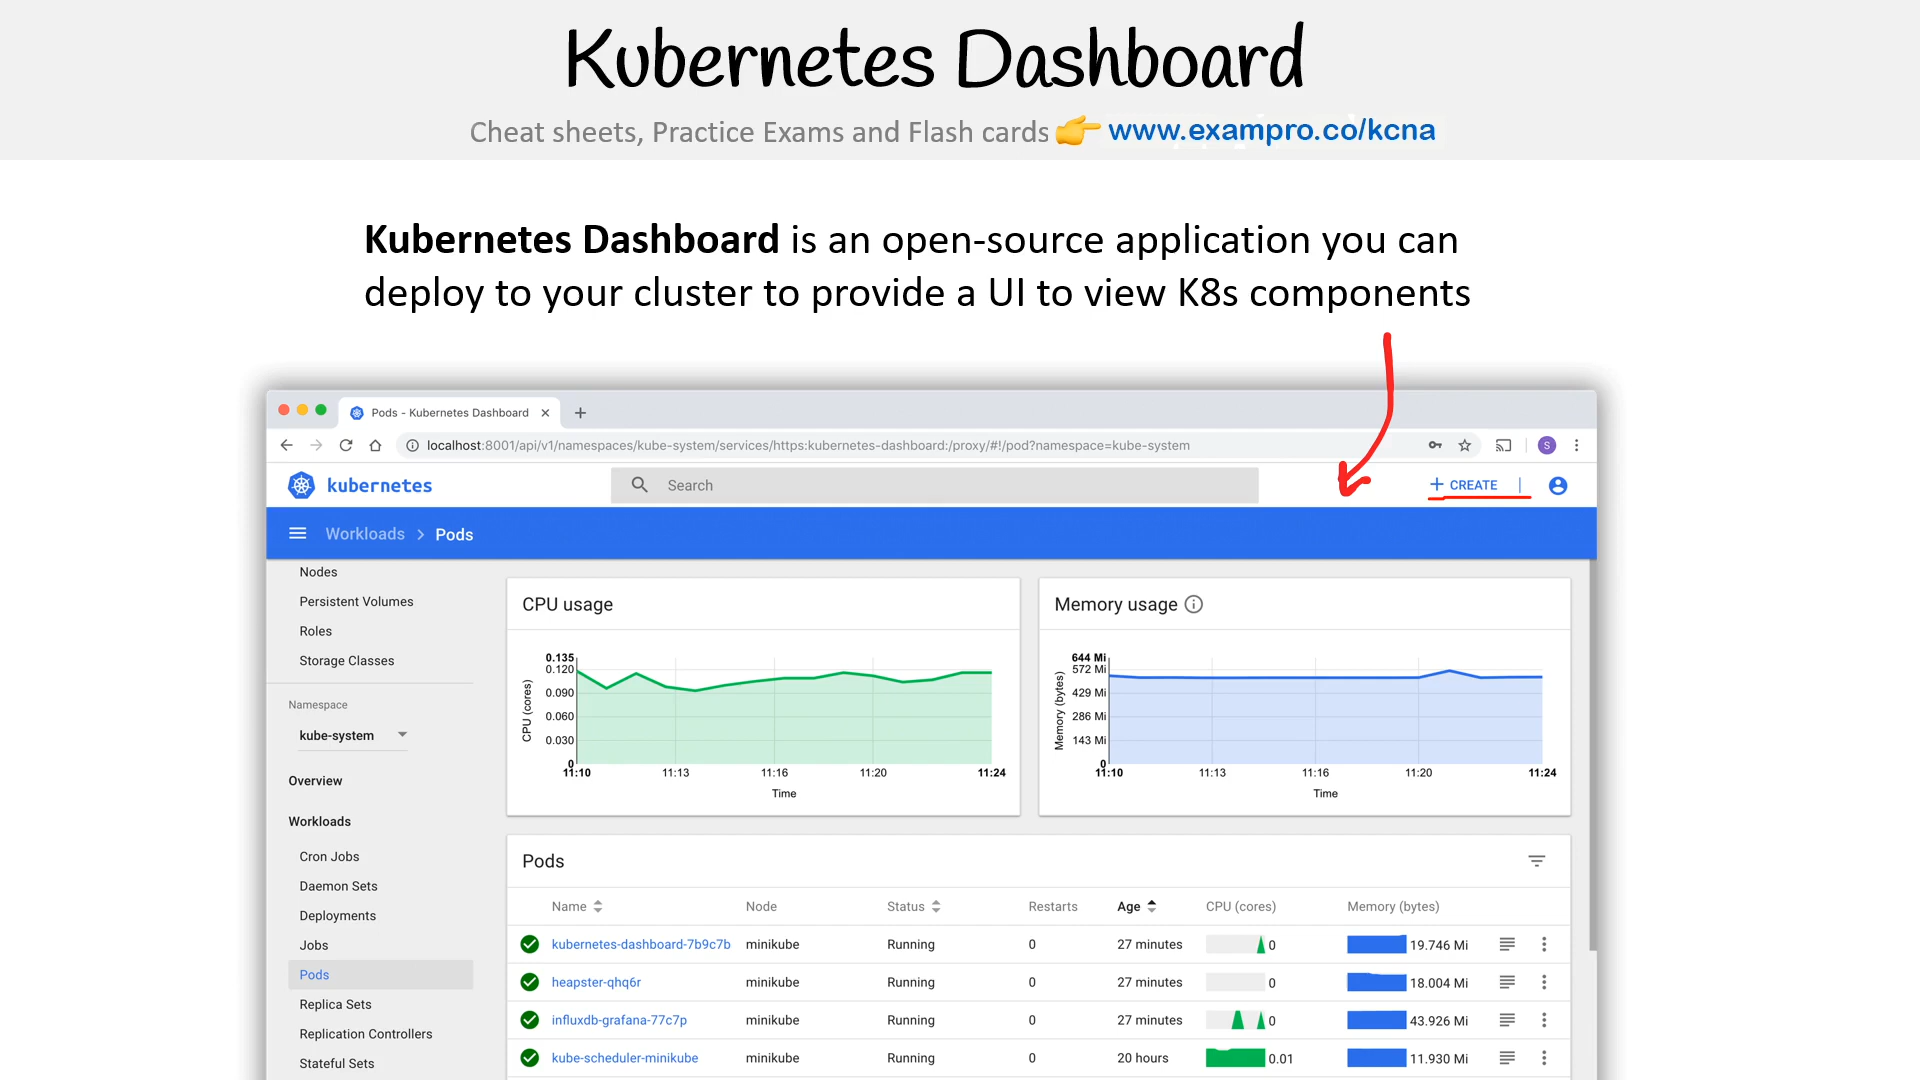 Kubernetes Dashboard
Cheat sheets, Practice Exams and Flash cards 👉 www.exampro.co/kcna
Kubernetes Dashboard is an open-source application you can
deploy to your cluster to provide a UI to view K8s components
Pods - Kubernetes Dashboard
localhost:8001/api/v1/namespaces/kube-system/services/https:kubernetes-dashboard:/proxy/#!/pod?namespace=kube-system
S
kubernetes
Search
+ CREATE |
Workloads > Pods
Nodes
Persistent Volumes
Roles
Storage Classes
Namespace
kube-system
Overview
Workloads
Cron Jobs
Daemon Sets
Deployments
Jobs
Pods
Replica Sets
Replication Controllers
Stateful Sets
CPU usage
CPU (cores)
0.135
0.120
0.090
0.060
0.030
0
11:10 11:13 11:16 11:20 11:24
Time
Memory usage
Memory (bytes)
644 Mi
572 Mi
429 Mi
286 Mi
143 Mi
0
11:10 11:13 11:16 11:20 11:24
Time
Pods
Name Node Status Restarts Age CPU (cores) Memory (bytes)
kubernetes-dashboard-7b9c7b minikube Running 0 27 minutes 0 19.746 Mi
heapster-qhq6r minikube Running 0 27 minutes 0 18.004 Mi
influxdb-grafana-77c7p minikube Running 0 27 minutes 0 43.926 Mi
kube-scheduler-minikube minikube Running 0 20 hours 0.01 11.930 Mi